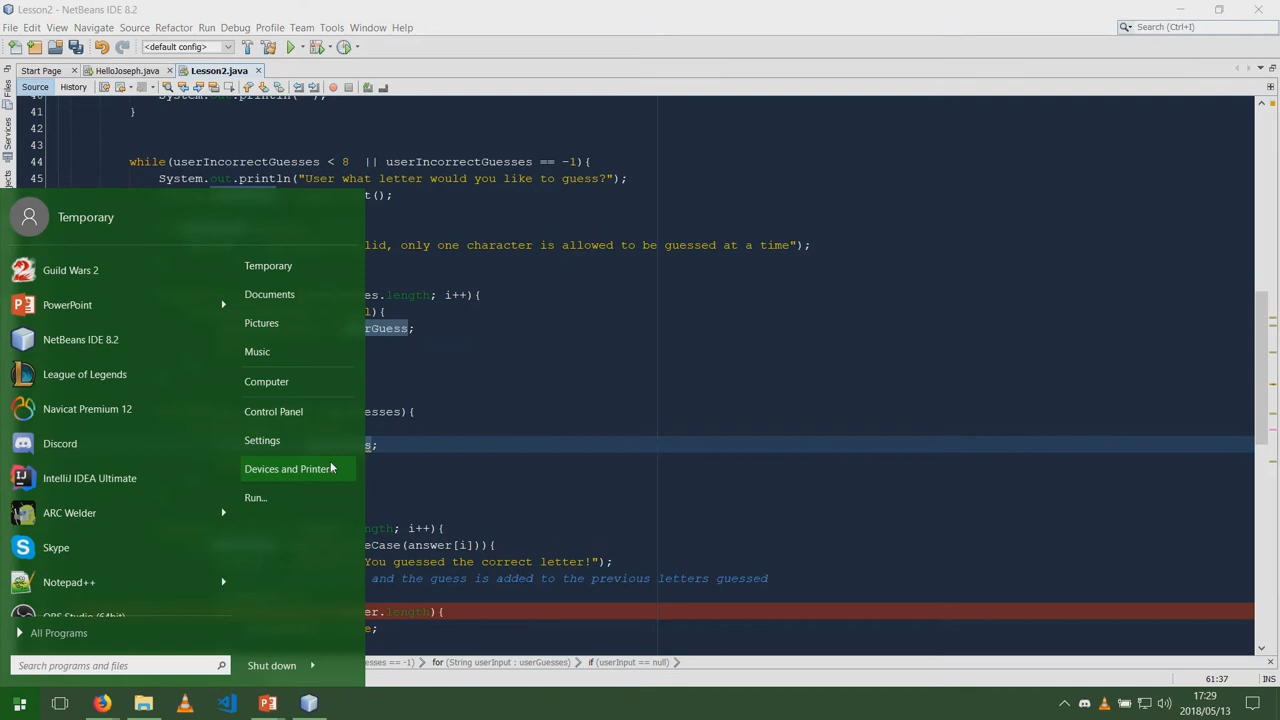 Lesson2 - NetBeans IDE 8.2
File Edit View Navigate Source Refactor Run Debug Profile Team Tools Window Help
Search (Ctrl+I)
<default config>
Start Page
HelloJoseph.java
Lesson2.java
Source History
Files
Services
41 }
42
43
44 while(userIncorrectGuesses < 8 || userIncorrectGuesses == -1){
45 System.out.println("User what letter would you like to guess?");
t();
lid, only one character is allowed to be guessed at a time");
es.length; i++){
l){
rGuess;
esses){
s;
ngth; i++){
eCase(answer[i])){
You guessed the correct letter!");
and the guess is added to the previous letters guessed
er.length){
e;
Temporary
Guild Wars 2
PowerPoint
NetBeans IDE 8.2
League of Legends
Navicat Premium 12
Discord
IntelliJ IDEA Ultimate
ARC Welder
Skype
Notepad++
OBS Studio (64bit)
All Programs
Search programs and files
Temporary
Documents
Pictures
Music
Computer
Control Panel
Settings
Devices and Printer
Run...
Shut down
esses == -1) for (String userInput : userGuesses) if (userInput == null)
61:37 INS
17:29
2018/05/13